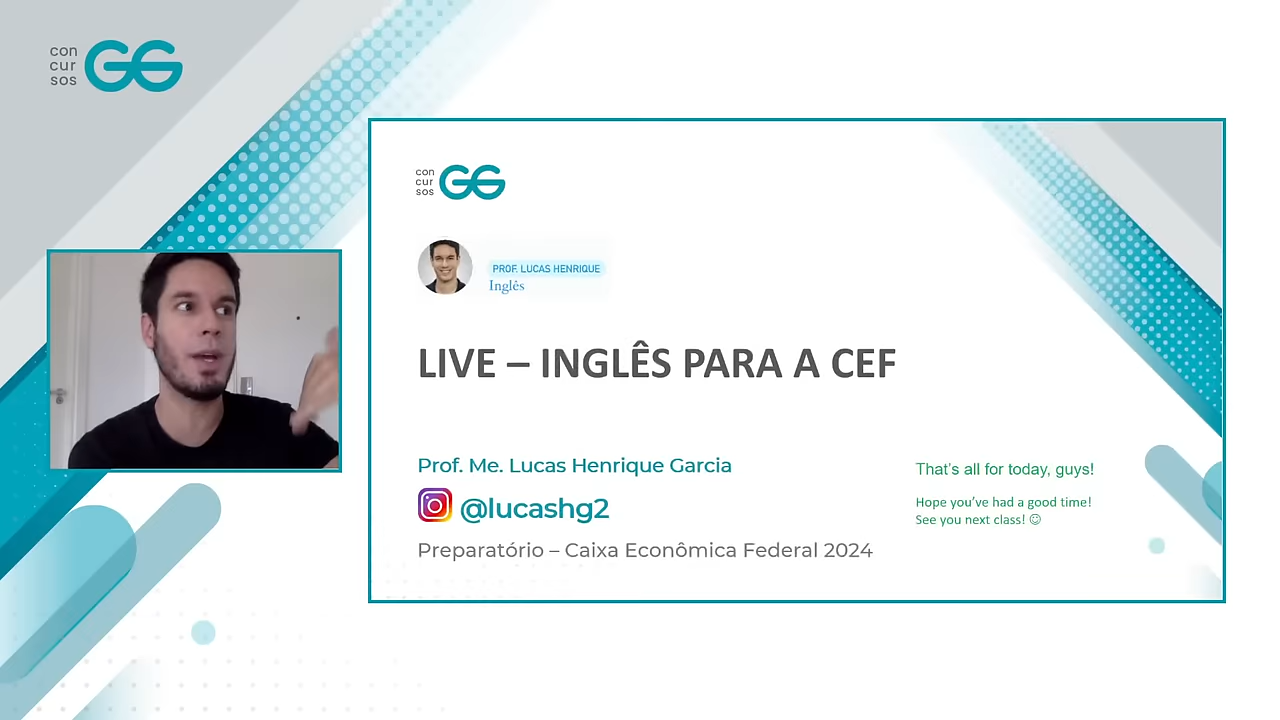 con
cur
sos
GG
con
cur
sos
GG
PROF. LUCAS HENRIQUE
Inglês
LIVE – INGLÊS PARA A CEF
Prof. Me. Lucas Henrique Garcia
@lucashg2
Preparatório – Caixa Econômica Federal 2024
That's all for today, guys!
Hope you've had a good time!
See you next class! ☺